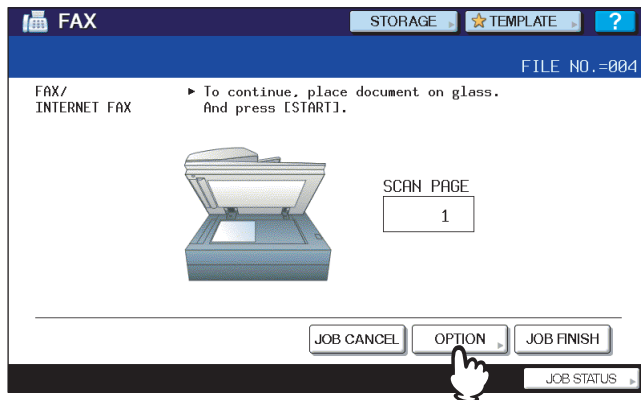 FAX
STORAGE
TEMPLATE
?
FILE NO.=004
FAX/
INTERNET FAX
► To continue, place document on glass.
And press [START].
SCAN PAGE
1
JOB CANCEL
OPTION
JOB FINISH
JOB STATUS